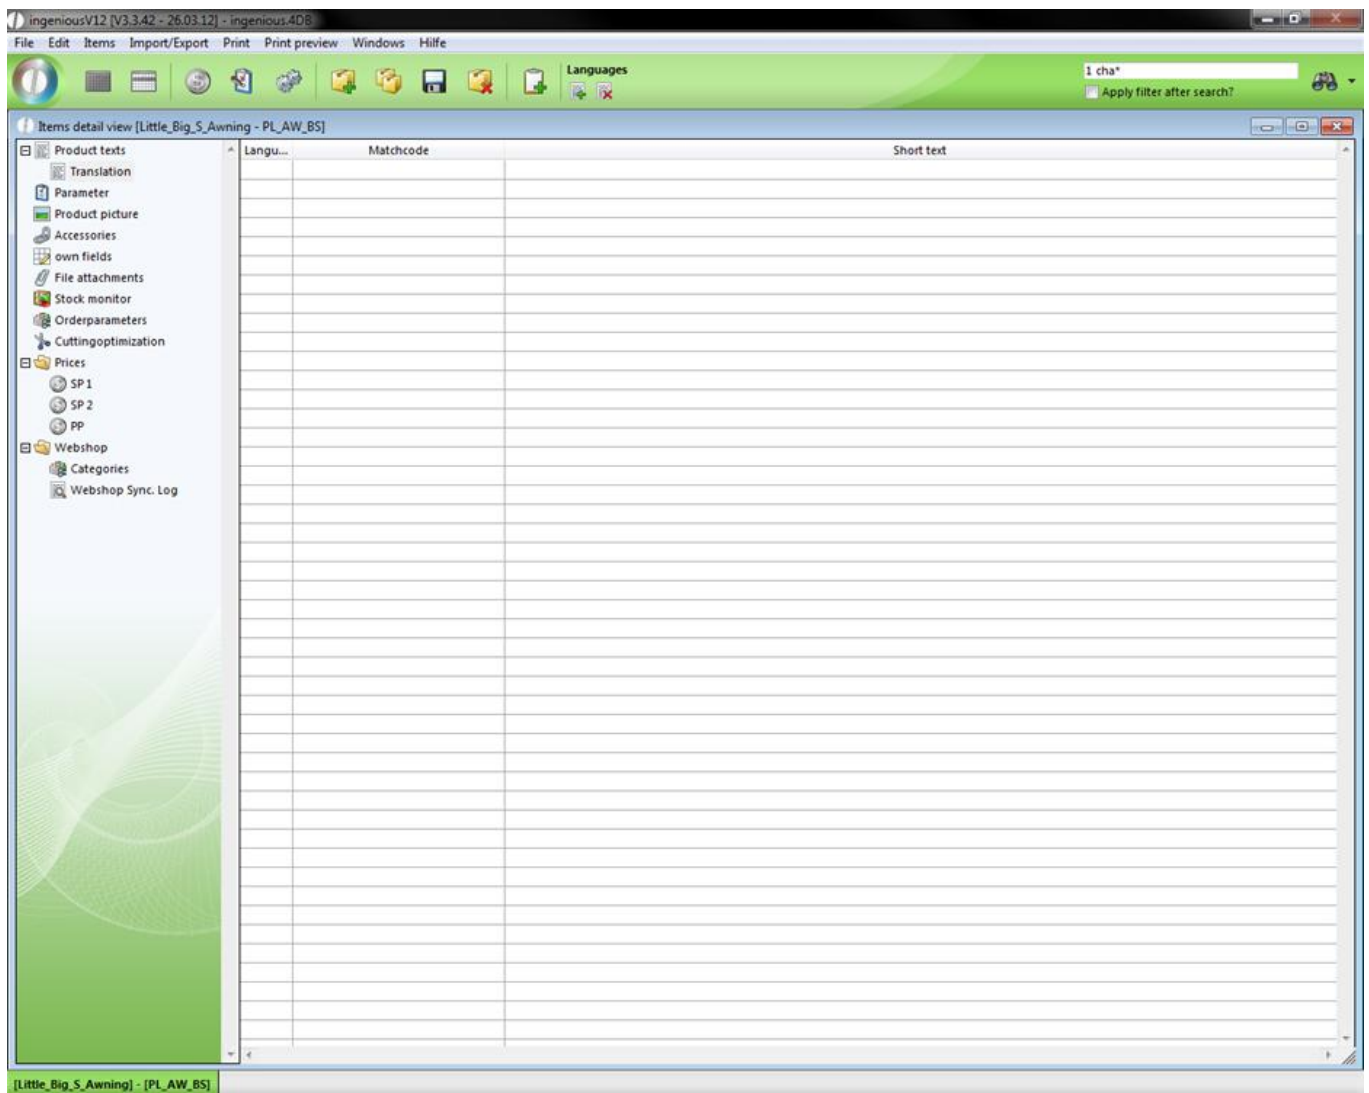 ingeniousV12 [V3.3.42 - 26.03.12] - ingenious.4DB
File Edit Items Import/Export Print Print preview Windows Hilfe
Languages
1 cha*
Apply filter after search?
Items detail view [Little_Big_S_Awning - PL_AW_BS]
Product texts
Translation
Parameter
Product picture
Accessories
own fields
File attachments
Stock monitor
Orderparameters
Cuttingoptimization
Prices
SP 1
SP 2
PP
Webshop
Categories
Webshop Sync. Log
Langu... Matchcode Short text
[Little_Big_S_Awning] - [PL_AW_BS]